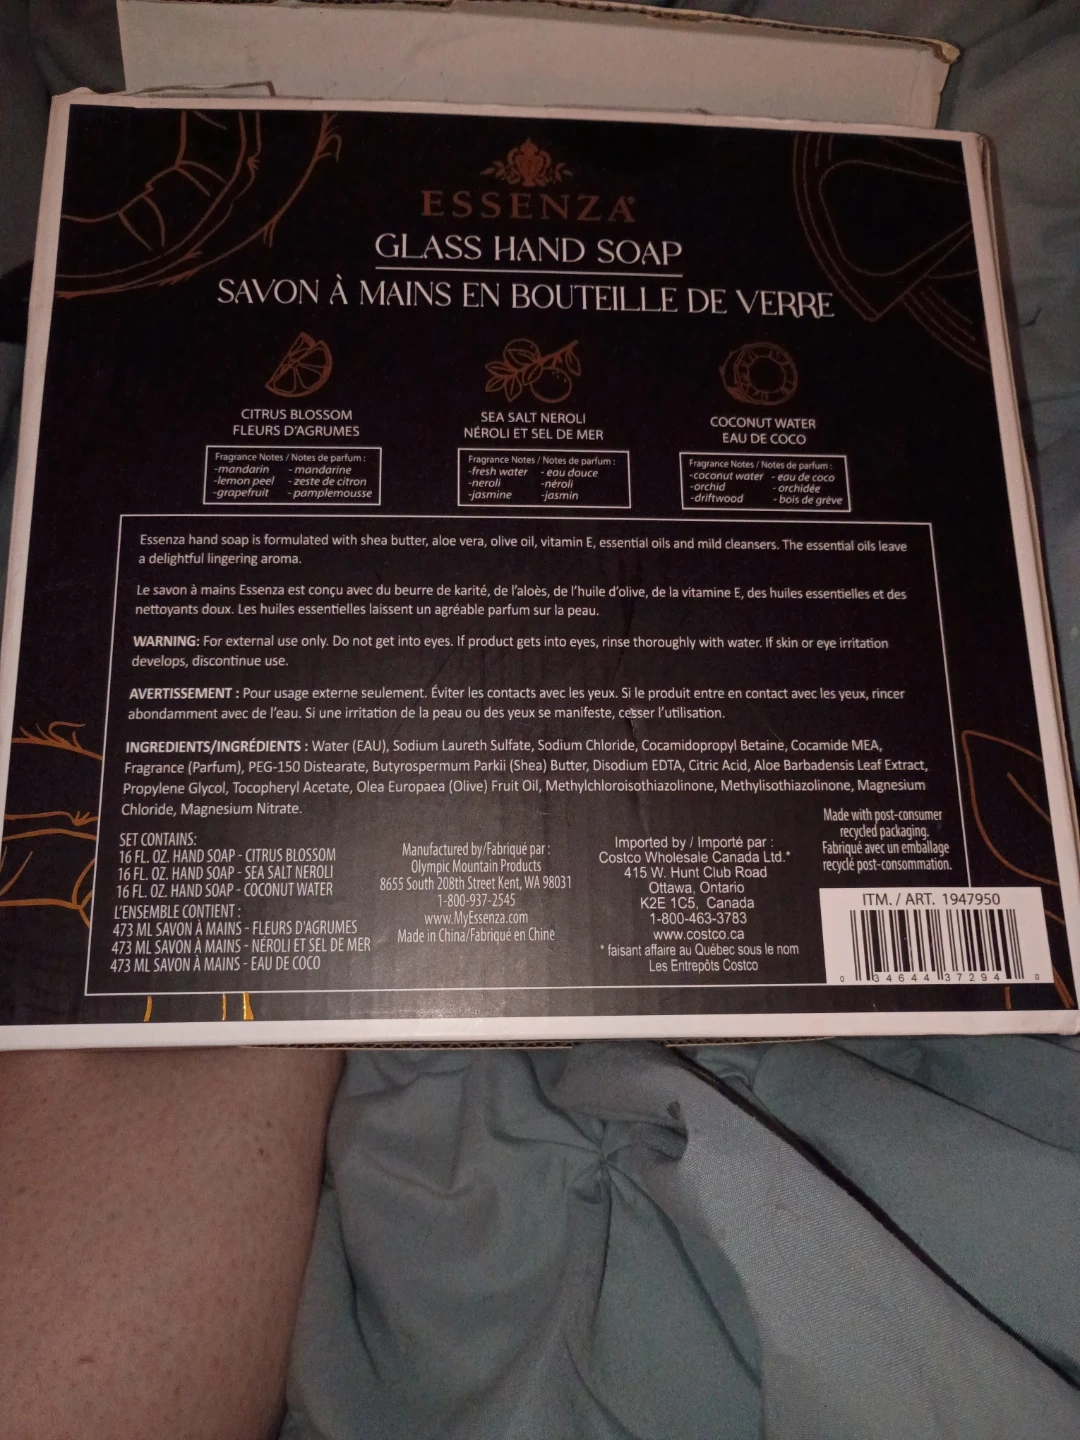 ESSENZA
GLASS HAND SOAP
SAVON À MAINS EN BOUTEILLE DE VERRE
CITRUS BLOSSOM
FLEURS D'AGRUMES
Fragrance Notes / Notes de parfum :
-mandarin - mandarine
-lemon peel - zeste de citron
-grapefruit - pamplemousse
SEA SALT NEROLI
NÉROLI ET SEL DE MER
Fragrance Notes / Notes de parfum :
-fresh water - eau douce
-neroli -néroli
-jasmine -jasmin
COCONUT WATER
EAU DE COCO
Fragrance Notes / Notes de parfum :
-coconut water - eau de coco
-orchid - orchidée
-driftwood - bois de grève
Essenza hand soap is formulated with shea butter, aloe vera, olive oil, vitamin E, essential oils and mild cleansers. The essential oils leave
a delightful lingering aroma.
Le savon à mains Essenza est conçu avec du beurre de karité, de l'aloès, de l'huile d'olive, de la vitamine E, des huiles essentielles et des
nettoyants doux. Les huiles essentielles laissent un agréable parfum sur la peau.
WARNING: For external use only. Do not get into eyes. If product gets into eyes, rinse thoroughly with water. If skin or eye irritation
develops, discontinue use.
AVERTISSEMENT : Pour usage externe seulement. Éviter les contacts avec les yeux. Si le produit entre en contact avec les yeux, rincer
abondamment avec de l'eau. Si une irritation de la peau ou des yeux se manifeste, cesser l'utilisation.
INGREDIENTS/INGRÉDIENTS : Water (EAU), Sodium Laureth Sulfate, Sodium Chloride, Cocamidopropyl Betaine, Cocamide MEA,
Fragrance (Parfum), PEG-150 Distearate, Butyrospermum Parkii (Shea) Butter, Disodium EDTA, Citric Acid, Aloe Barbadensis Leaf Extract,
Propylene Glycol, Tocopheryl Acetate, Olea Europaea (Olive) Fruit Oil, Methylchloroisothiazolinone, Methylisothiazolinone, Magnesium
Chloride, Magnesium Nitrate.
SET CONTAINS:
16 FL. OZ. HAND SOAP - CITRUS BLOSSOM
16 FL. OZ. HAND SOAP - SEA SALT NEROLI
16 FL. OZ. HAND SOAP - COCONUT WATER
L'ENSEMBLE CONTIENT :
473 ML SAVON À MAINS - FLEURS D'AGRUMES
473 ML SAVON À MAINS - NÉROLI ET SEL DE MER
473 ML SAVON À MAINS - EAU DE COCO
Manufactured by/Fabriqué par :
Olympic Mountain Products
8655 South 208th Street Kent, WA 98031
1-800-937-2545
www.MyEssenza.com
Made in China/Fabriqué en Chine
Imported by / Importé par :
Costco Wholesale Canada Ltd.*
415 W. Hunt Club Road
Ottawa, Ontario
K2E 1C5, Canada
1-800-463-3783
www.costco.ca
* faisant affaire au Québec sous le nom
Les Entrepôts Costco
Made with post-consumer
recycled packaging.
Fabriqué avec un emballage
recyclé post-consommation.
ITM. / ART. 1947950
0 34644 37294 0